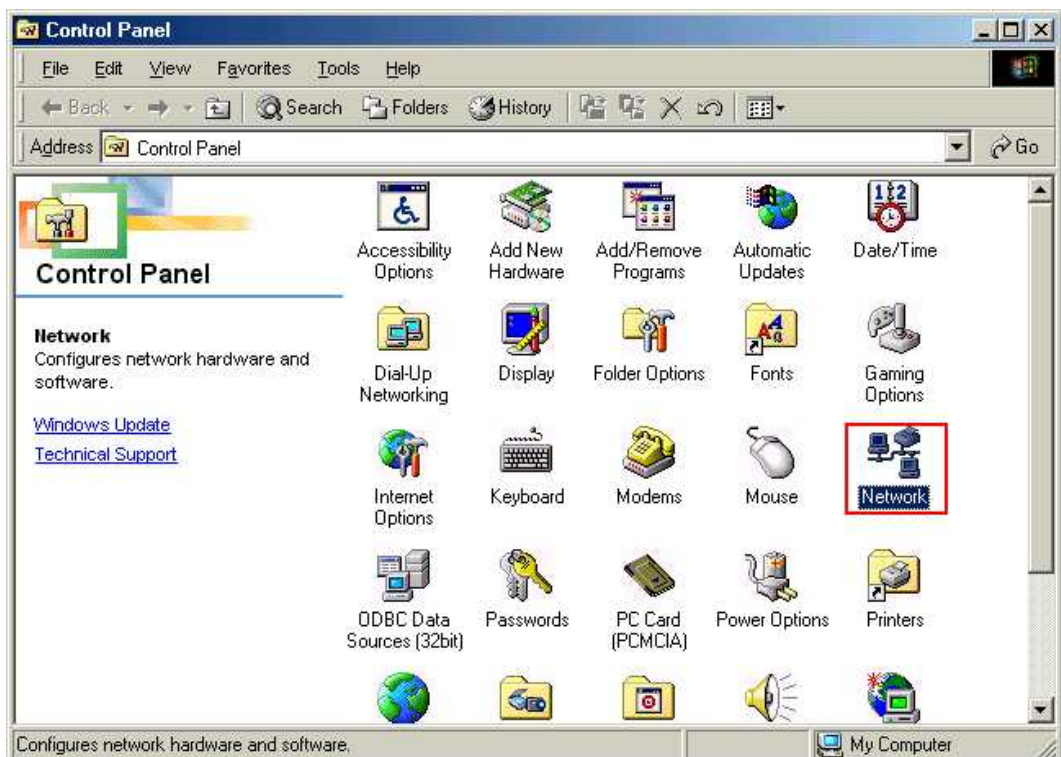 Control Panel
File Edit View Favorites Tools Help
Back Search Folders History
Address Control Panel Go
Control Panel
Network
Configures network hardware and
software.
Windows Update
Technical Support
Accessibility
Options
Add New
Hardware
Add/Remove
Programs
Automatic
Updates
Date/Time
Dial-Up
Networking
Display
Folder Options
Fonts
Gaming
Options
Internet
Options
Keyboard
Modems
Mouse
Network
ODBC Data
Sources (32bit)
Passwords
PC Card
(PCMCIA)
Power Options
Printers
Configures network hardware and software.
My Computer